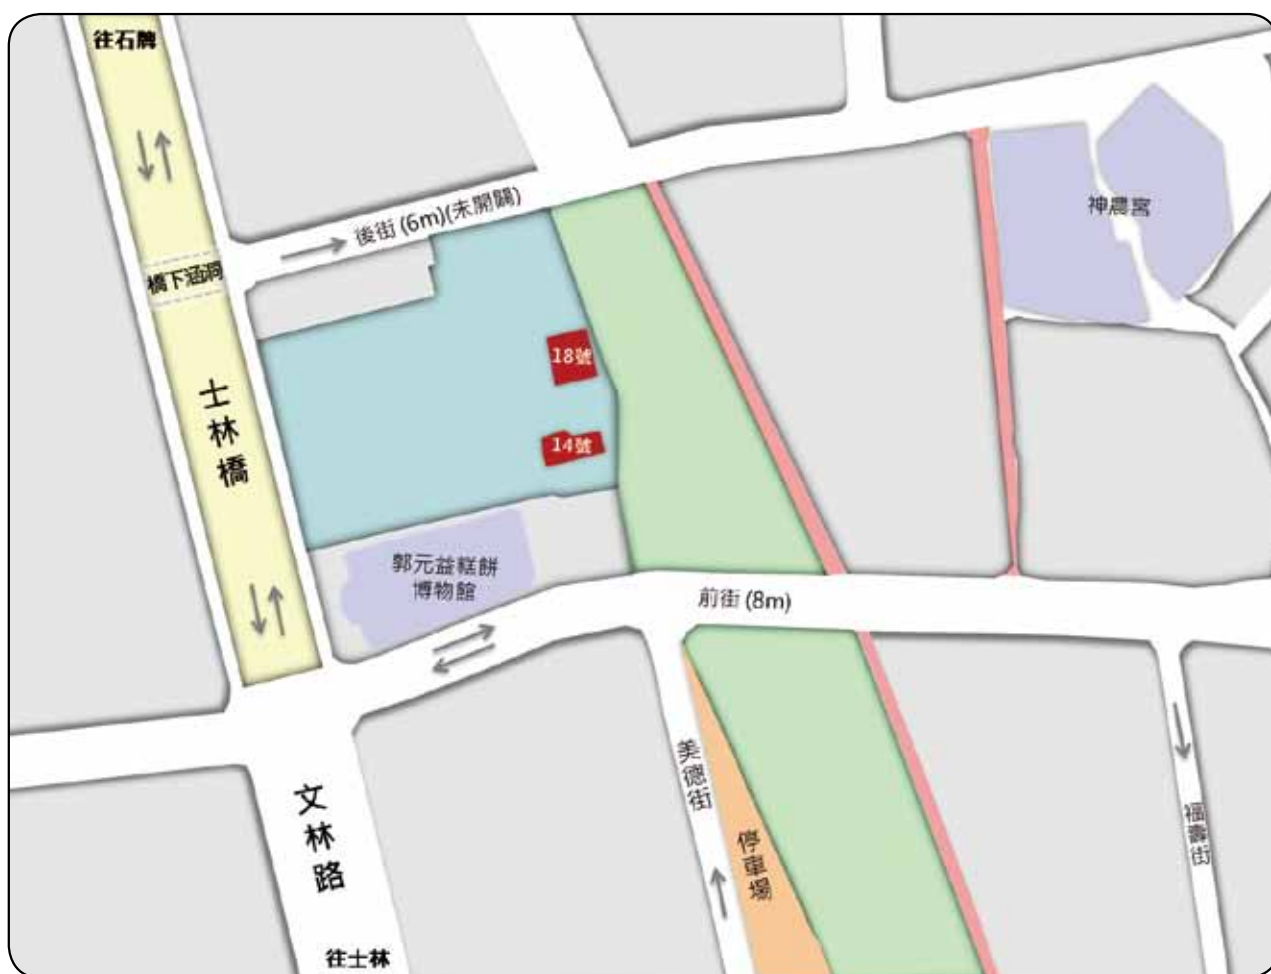 往石牌
後街 (6m)(未開闢)
神農宮
橋下涵洞
18號
士林橋
14號
郭元益糕餅
博物館
前街 (8m)
美德街
停車場
福壽街
文林路
往士林